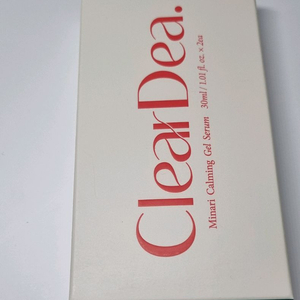 ClearDea.
Minari Calming Gel Serum 30ml / 1.01 fl. oz. × 2ea